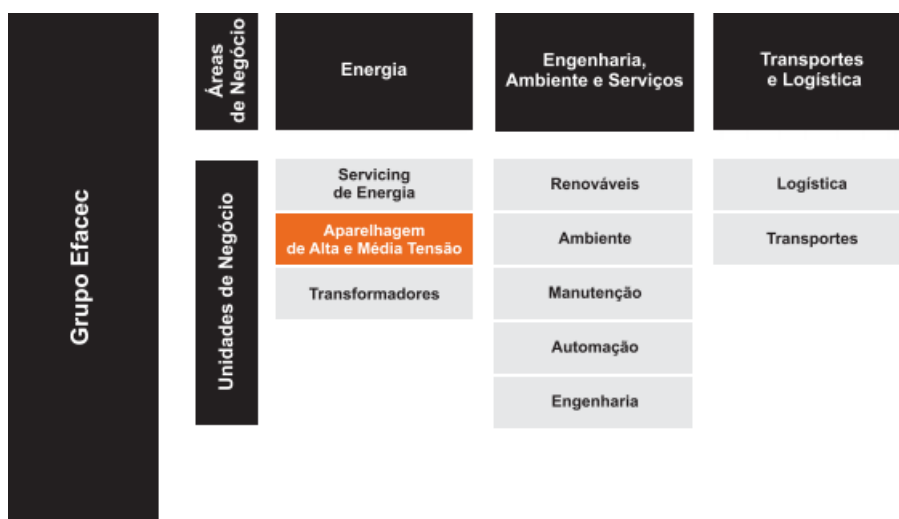 Grupo Efacec
Áreas
de Negócio
Energia
Engenharia,
Ambiente e Serviços
Transportes
e Logística
Unidades de Negócio
Servicing
de Energia
Aparelhagem
de Alta e Média Tensão
Transformadores
Renováveis
Ambiente
Manutenção
Automação
Engenharia
Logística
Transportes